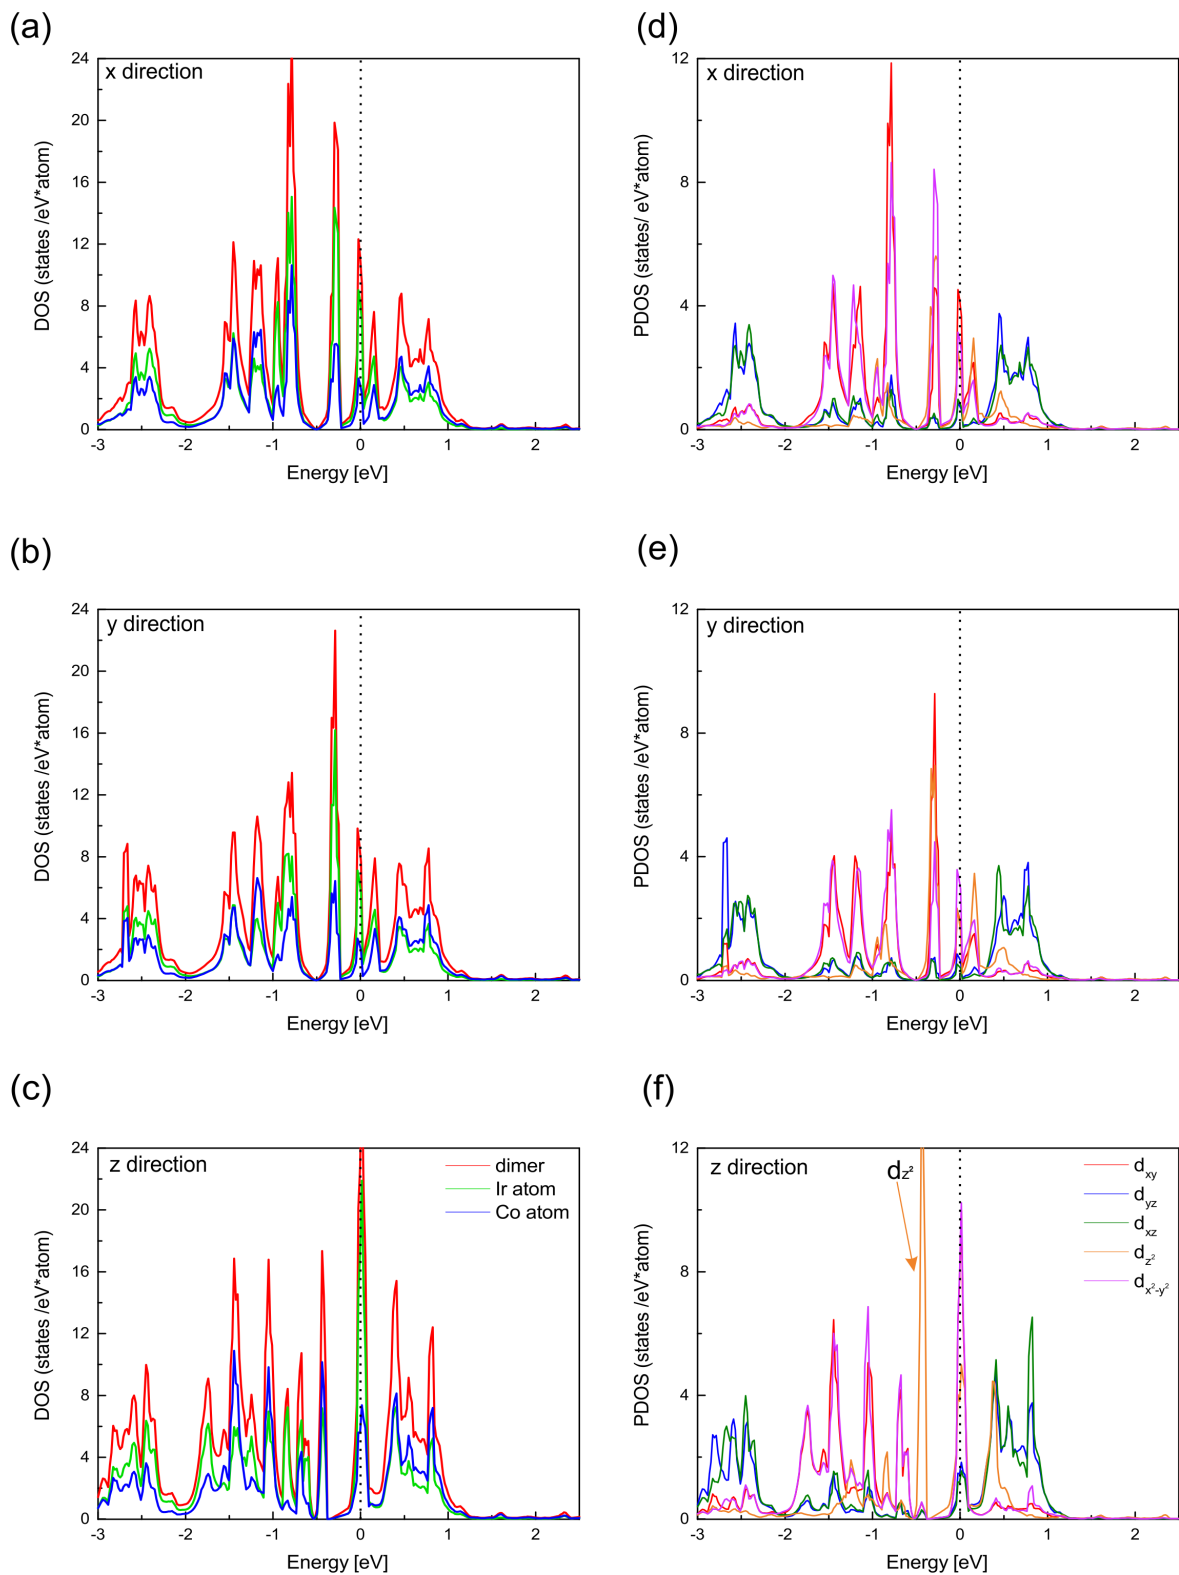 (a)
x direction
DOS (states /eV*atom)
24
20
16
12
8
4
0
-3
-2
-1
0
1
2
Energy [eV]
(d)
x direction
PDOS (states/ eV*atom)
12
8
4
0
-3
-2
-1
0
1
2
Energy [eV]
(b)
y direction
DOS (states /eV*atom)
24
20
16
12
8
4
0
-3
-2
-1
0
1
2
Energy [eV]
(e)
y direction
PDOS (states /eV*atom)
12
8
4
0
-3
-2
-1
0
1
2
Energy [eV]
(c)
z direction
dimer
Ir atom
Co atom
DOS (states /eV*atom)
24
20
16
12
8
4
0
-3
-2
-1
0
1
2
Energy [eV]
(f)
z direction
dz²
dxy
dyz
dxz
dz²
dx²-y²
PDOS (states /eV*atom)
12
8
4
0
-3
-2
-1
0
1
2
Energy [eV]